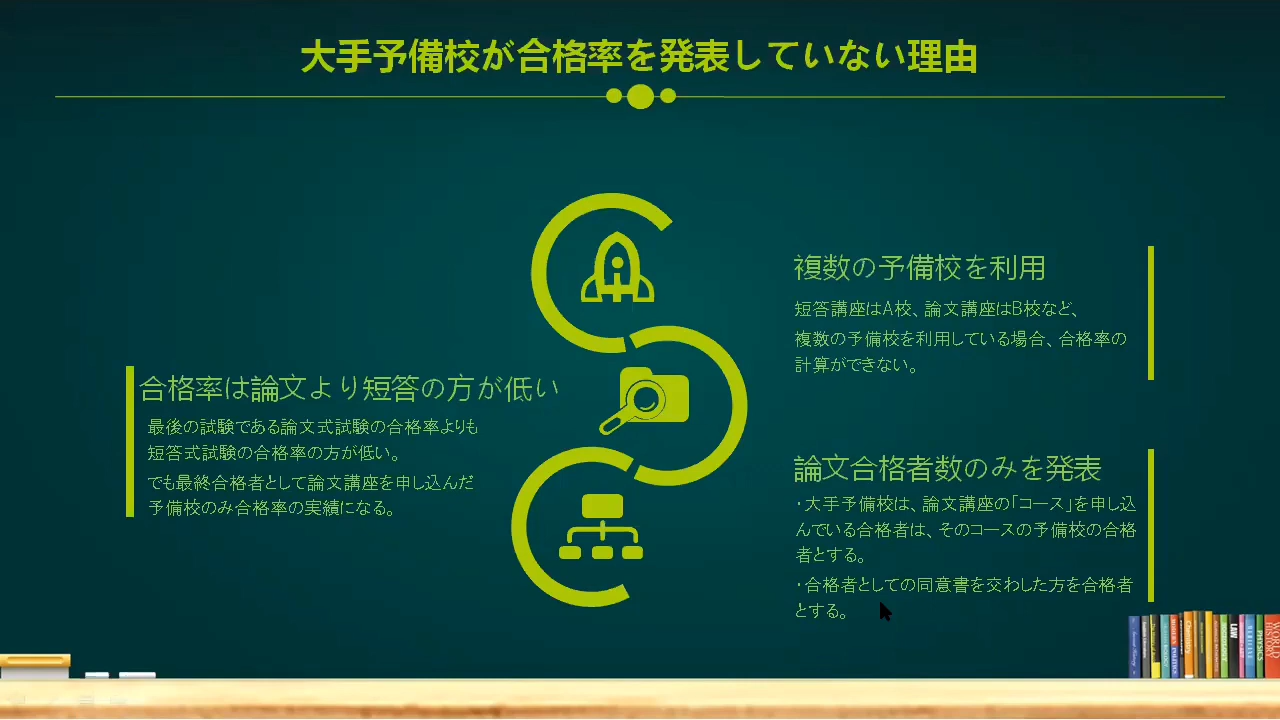 大手予備校が合格率を発表していない理由
複数の予備校を利用
短答講座はA校、論文講座はB校など、
複数の予備校を利用している場合、合格率の
計算ができない。
合格率は論文より短答の方が低い
最後の試験である論文式試験の合格率よりも
短答式試験の合格率の方が低い。
でも最終合格者として論文講座を申し込んだ
予備校のみ合格率の実績になる。
論文合格者数のみを発表
・大手予備校は、論文講座の「コース」を申し込
んでいる合格者は、そのコースの予備校の合格
者とする。
・合格者としての同意書を交わした方を合格者
とする。
LAW
PHYSICS
WORLD HISTORY